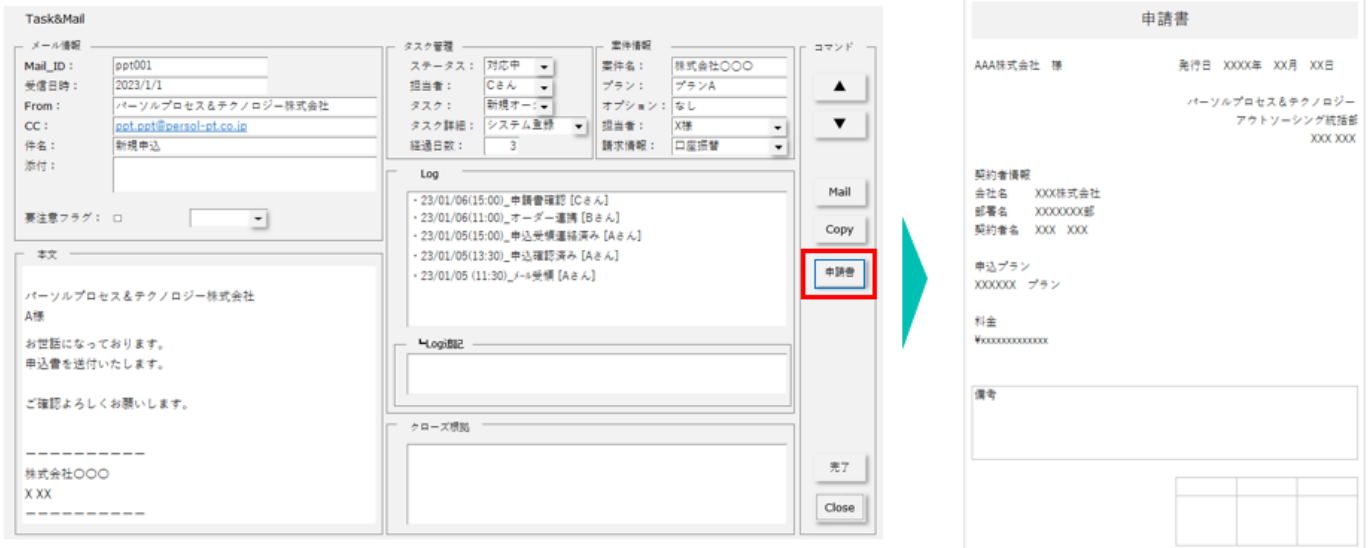 Task&Mail
メール情報
Mail_ID： ppt001
受信日時： 2023/1/1
From： パーソルプロセス＆テクノロジー株式会社
CC： ppt.ppt@persol-pt.co.jp
件名： 新規申込
添付：
要注意フラグ： □
本文
パーソルプロセス＆テクノロジー株式会社
A様
お世話になっております。
申込書を送付いたします。
ご確認よろしくお願いします。
ーーーーーーーーーー
株式会社〇〇〇
X XX
ーーーーーーーーーー
タスク管理
ステータス： 対応中
担当者： Cさん
タスク： 新規オー:
タスク詳細： システム登録
経過日数： 3
案件情報
案件名： 株式会社〇〇〇
プラン： プランA
オプション： なし
担当者： X様
請求情報： 口座振替
Log
・23/01/06(15:00)_申請書確認 [Cさん]
・23/01/06(11:00)_オーダー連携 [Bさん]
・23/01/05(15:00)_申込受領連絡済み [Aさん]
・23/01/05(13:30)_申込確認済み [Aさん]
・23/01/05 (11:30)_ﾒｰﾙ受領 [Aさん]
┗Log追記
クローズ根拠
コマンド
▲
▼
Mail
Copy
申請書
完了
Close
申請書
AAA株式会社 様 発行日 XXXX年 XX月 XX日
パーソルプロセス＆テクノロジー
アウトソーシング統括部
XXX XXX
契約者情報
会社名 XXX株式会社
部署名 XXXXXXX部
契約者名 XXX XXX
申込プラン
XXXXXX プラン
料金
¥xxxxxxxxxxxxx
備考